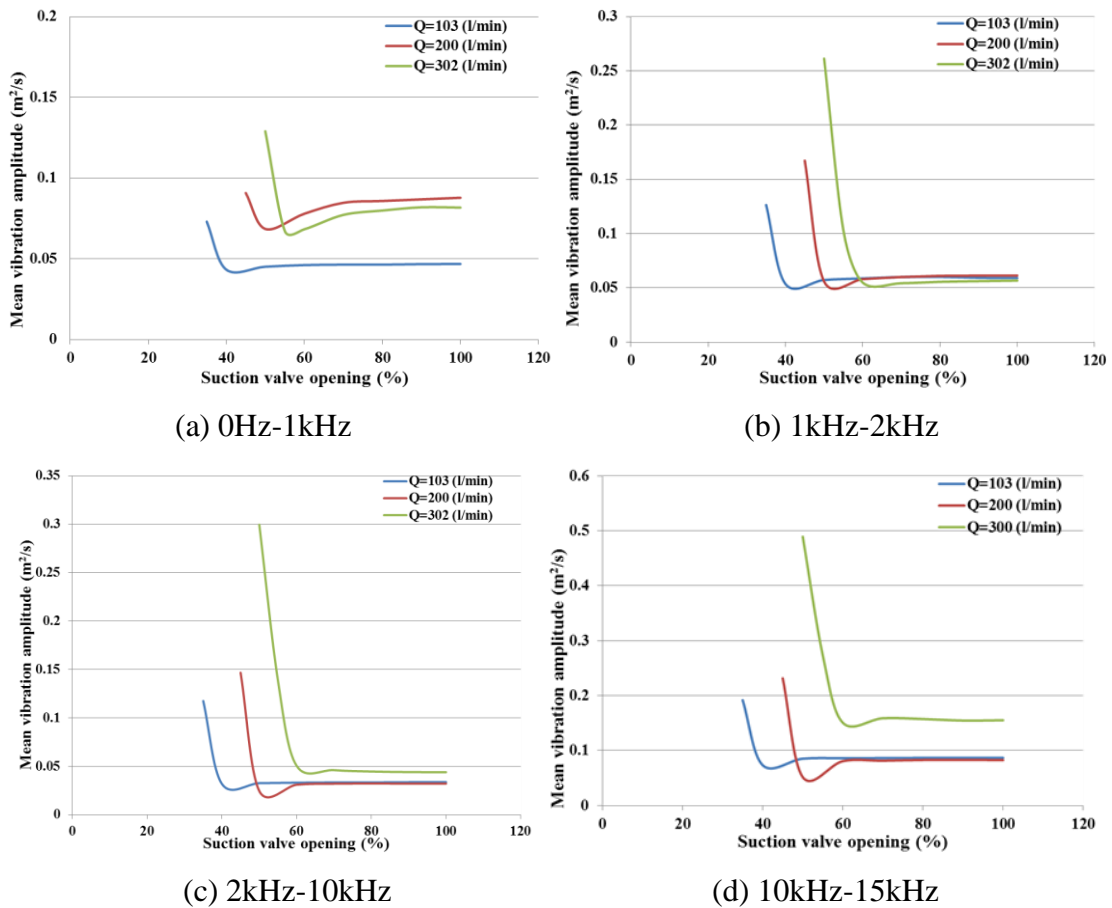 0.2
0.15
0.1
0.05
0
Mean vibration amplitude (m²/s)
Q=103 (l/min)
Q=200 (l/min)
Q=302 (l/min)
0 20 40 60 80 100 120
Suction valve opening (%)
(a) 0Hz-1kHz
0.3
0.25
0.2
0.15
0.1
0.05
0
Mean vibration amplitude (m²/s)
Q=103 (l/min)
Q=200 (l/min)
Q=302 (l/min)
0 20 40 60 80 100 120
Suction valve opening (%)
(b) 1kHz-2kHz
0.35
0.3
0.25
0.2
0.15
0.1
0.05
0
Mean vibration amplitude (m²/s)
Q=103 (l/min)
Q=200 (l/min)
Q=302 (l/min)
0 20 40 60 80 100 120
Suction valve opening (%)
(c) 2kHz-10kHz
0.6
0.5
0.4
0.3
0.2
0.1
0
Mean vibration amplitude (m²/s)
Q=103 (l/min)
Q=200 (l/min)
Q=300 (l/min)
0 20 40 60 80 100 120
Suction valve opening (%)
(d) 10kHz-15kHz